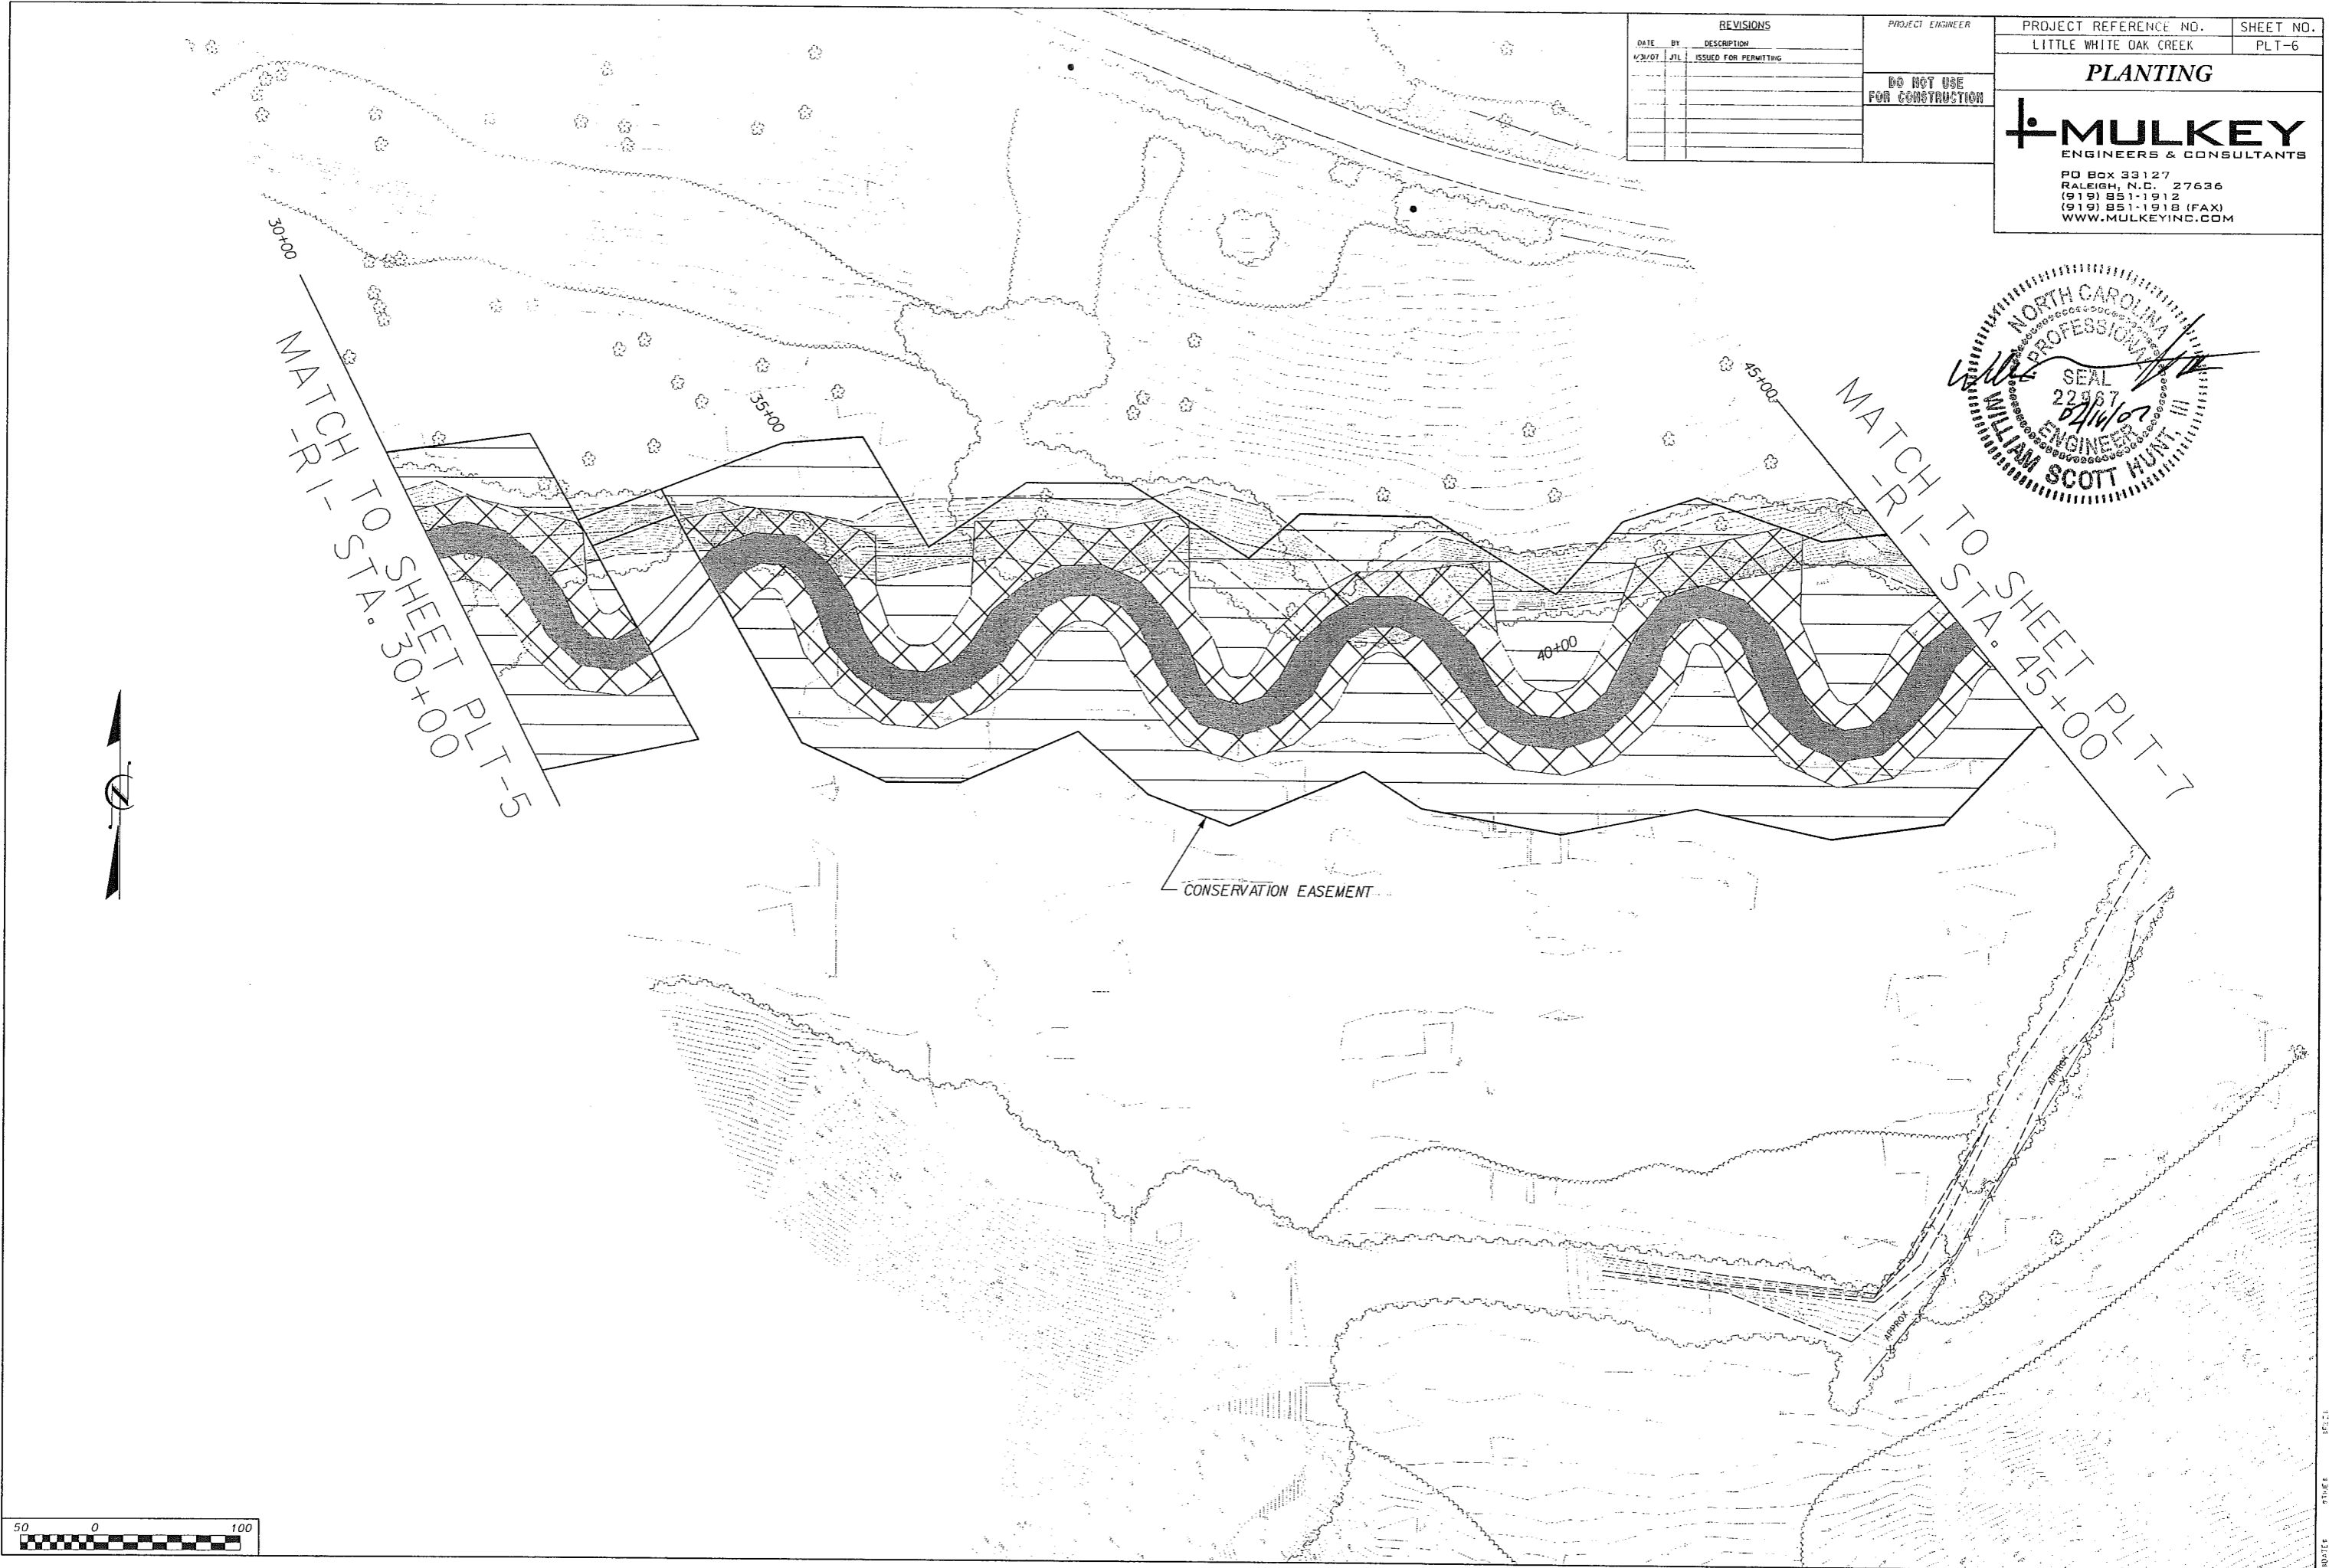 REVISIONS
DATE BY DESCRIPTION
1/31/07 JTL ISSUED FOR PERMITTING
PROJECT ENGINEER
DO NOT USE
FOR CONSTRUCTION
PROJECT REFERENCE NO. SHEET NO.
LITTLE WHITE OAK CREEK PLT-6
PLANTING
MULKEY
ENGINEERS & CONSULTANTS
PO BOX 33127
RALEIGH, N.C. 27636
(919) 851-1912
(919) 851-1918 (FAX)
WWW.MULKEYINC.COM
NORTH CAROLINA
PROFESSIONAL
SEAL
22967
ENGINEER
WILLIAM SCOTT HUNT, III
30+00
MATCH TO SHEET PLT-5
-R1- STA. 30+00
35+00
40+00
45+00
MATCH TO SHEET PLT-7
-R1- STA. 45+00
CONSERVATION EASEMENT
APPROX
APPROX
50 0 100